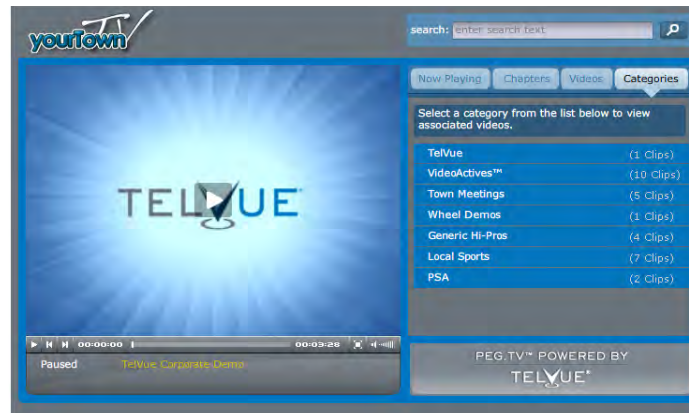 yourTown TV
search: enter search text
Now Playing Chapters Videos Categories
Select a category from the list below to view
associated videos.
TelVue (1 Clips)
VideoActives™ (10 Clips)
Town Meetings (5 Clips)
Wheel Demos (1 Clips)
Generic Hi-Pros (4 Clips)
Local Sports (7 Clips)
PSA (2 Clips)
TELVUE
00:00:00 00:03:28
Paused TelVue Corporate Demo
PEG.TV™ POWERED BY
TELVUE®